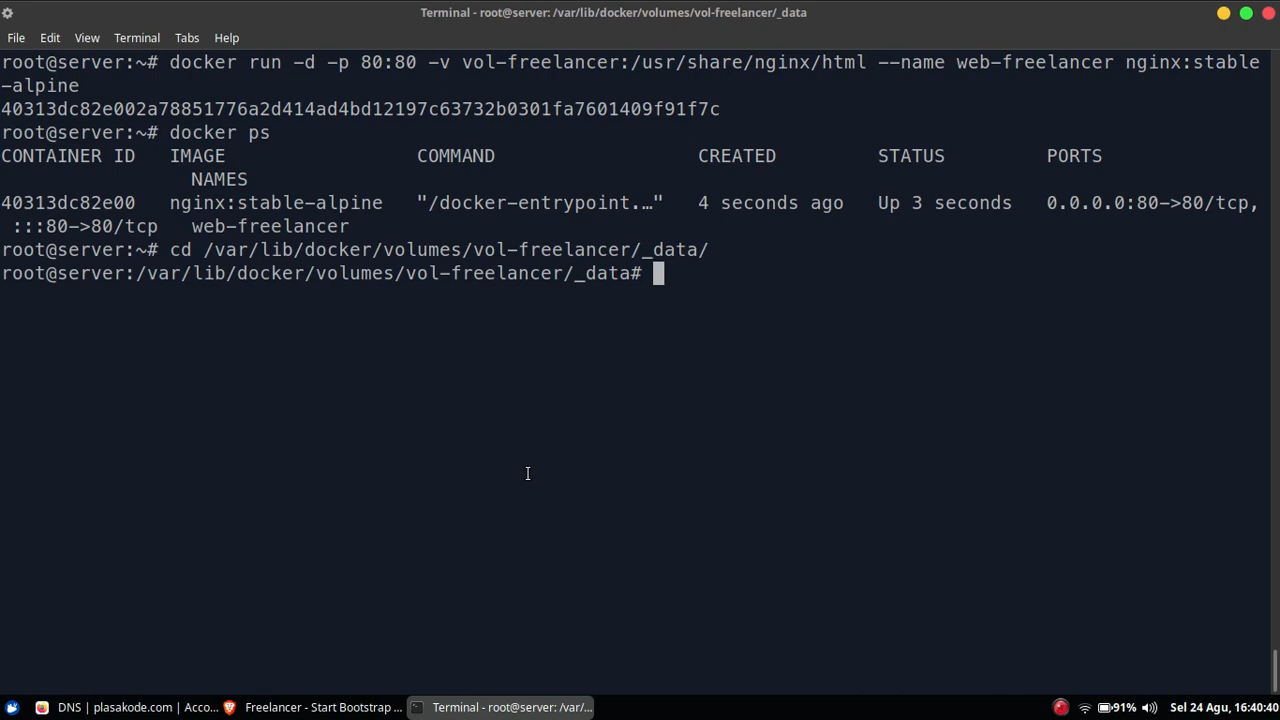 Terminal - root@server: /var/lib/docker/volumes/vol-freelancer/_data
File Edit View Terminal Tabs Help
root@server:~# docker run -d -p 80:80 -v vol-freelancer:/usr/share/nginx/html --name web-freelancer nginx:stable
-alpine
40313dc82e002a78851776a2d414ad4bd12197c63732b0301fa7601409f91f7c
root@server:~# docker ps
CONTAINER ID   IMAGE                 COMMAND                  CREATED         STATUS         PORTS
                 NAMES
40313dc82e00   nginx:stable-alpine   "/docker-entrypoint.…"   4 seconds ago   Up 3 seconds   0.0.0.0:80->80/tcp,
 :::80->80/tcp   web-freelancer
root@server:~# cd /var/lib/docker/volumes/vol-freelancer/_data/
root@server:/var/lib/docker/volumes/vol-freelancer/_data#
DNS | plasakode.com | Acco... Freelancer - Start Bootstrap ... Terminal - root@server: /var/... 91% Sel 24 Agu, 16:40:40